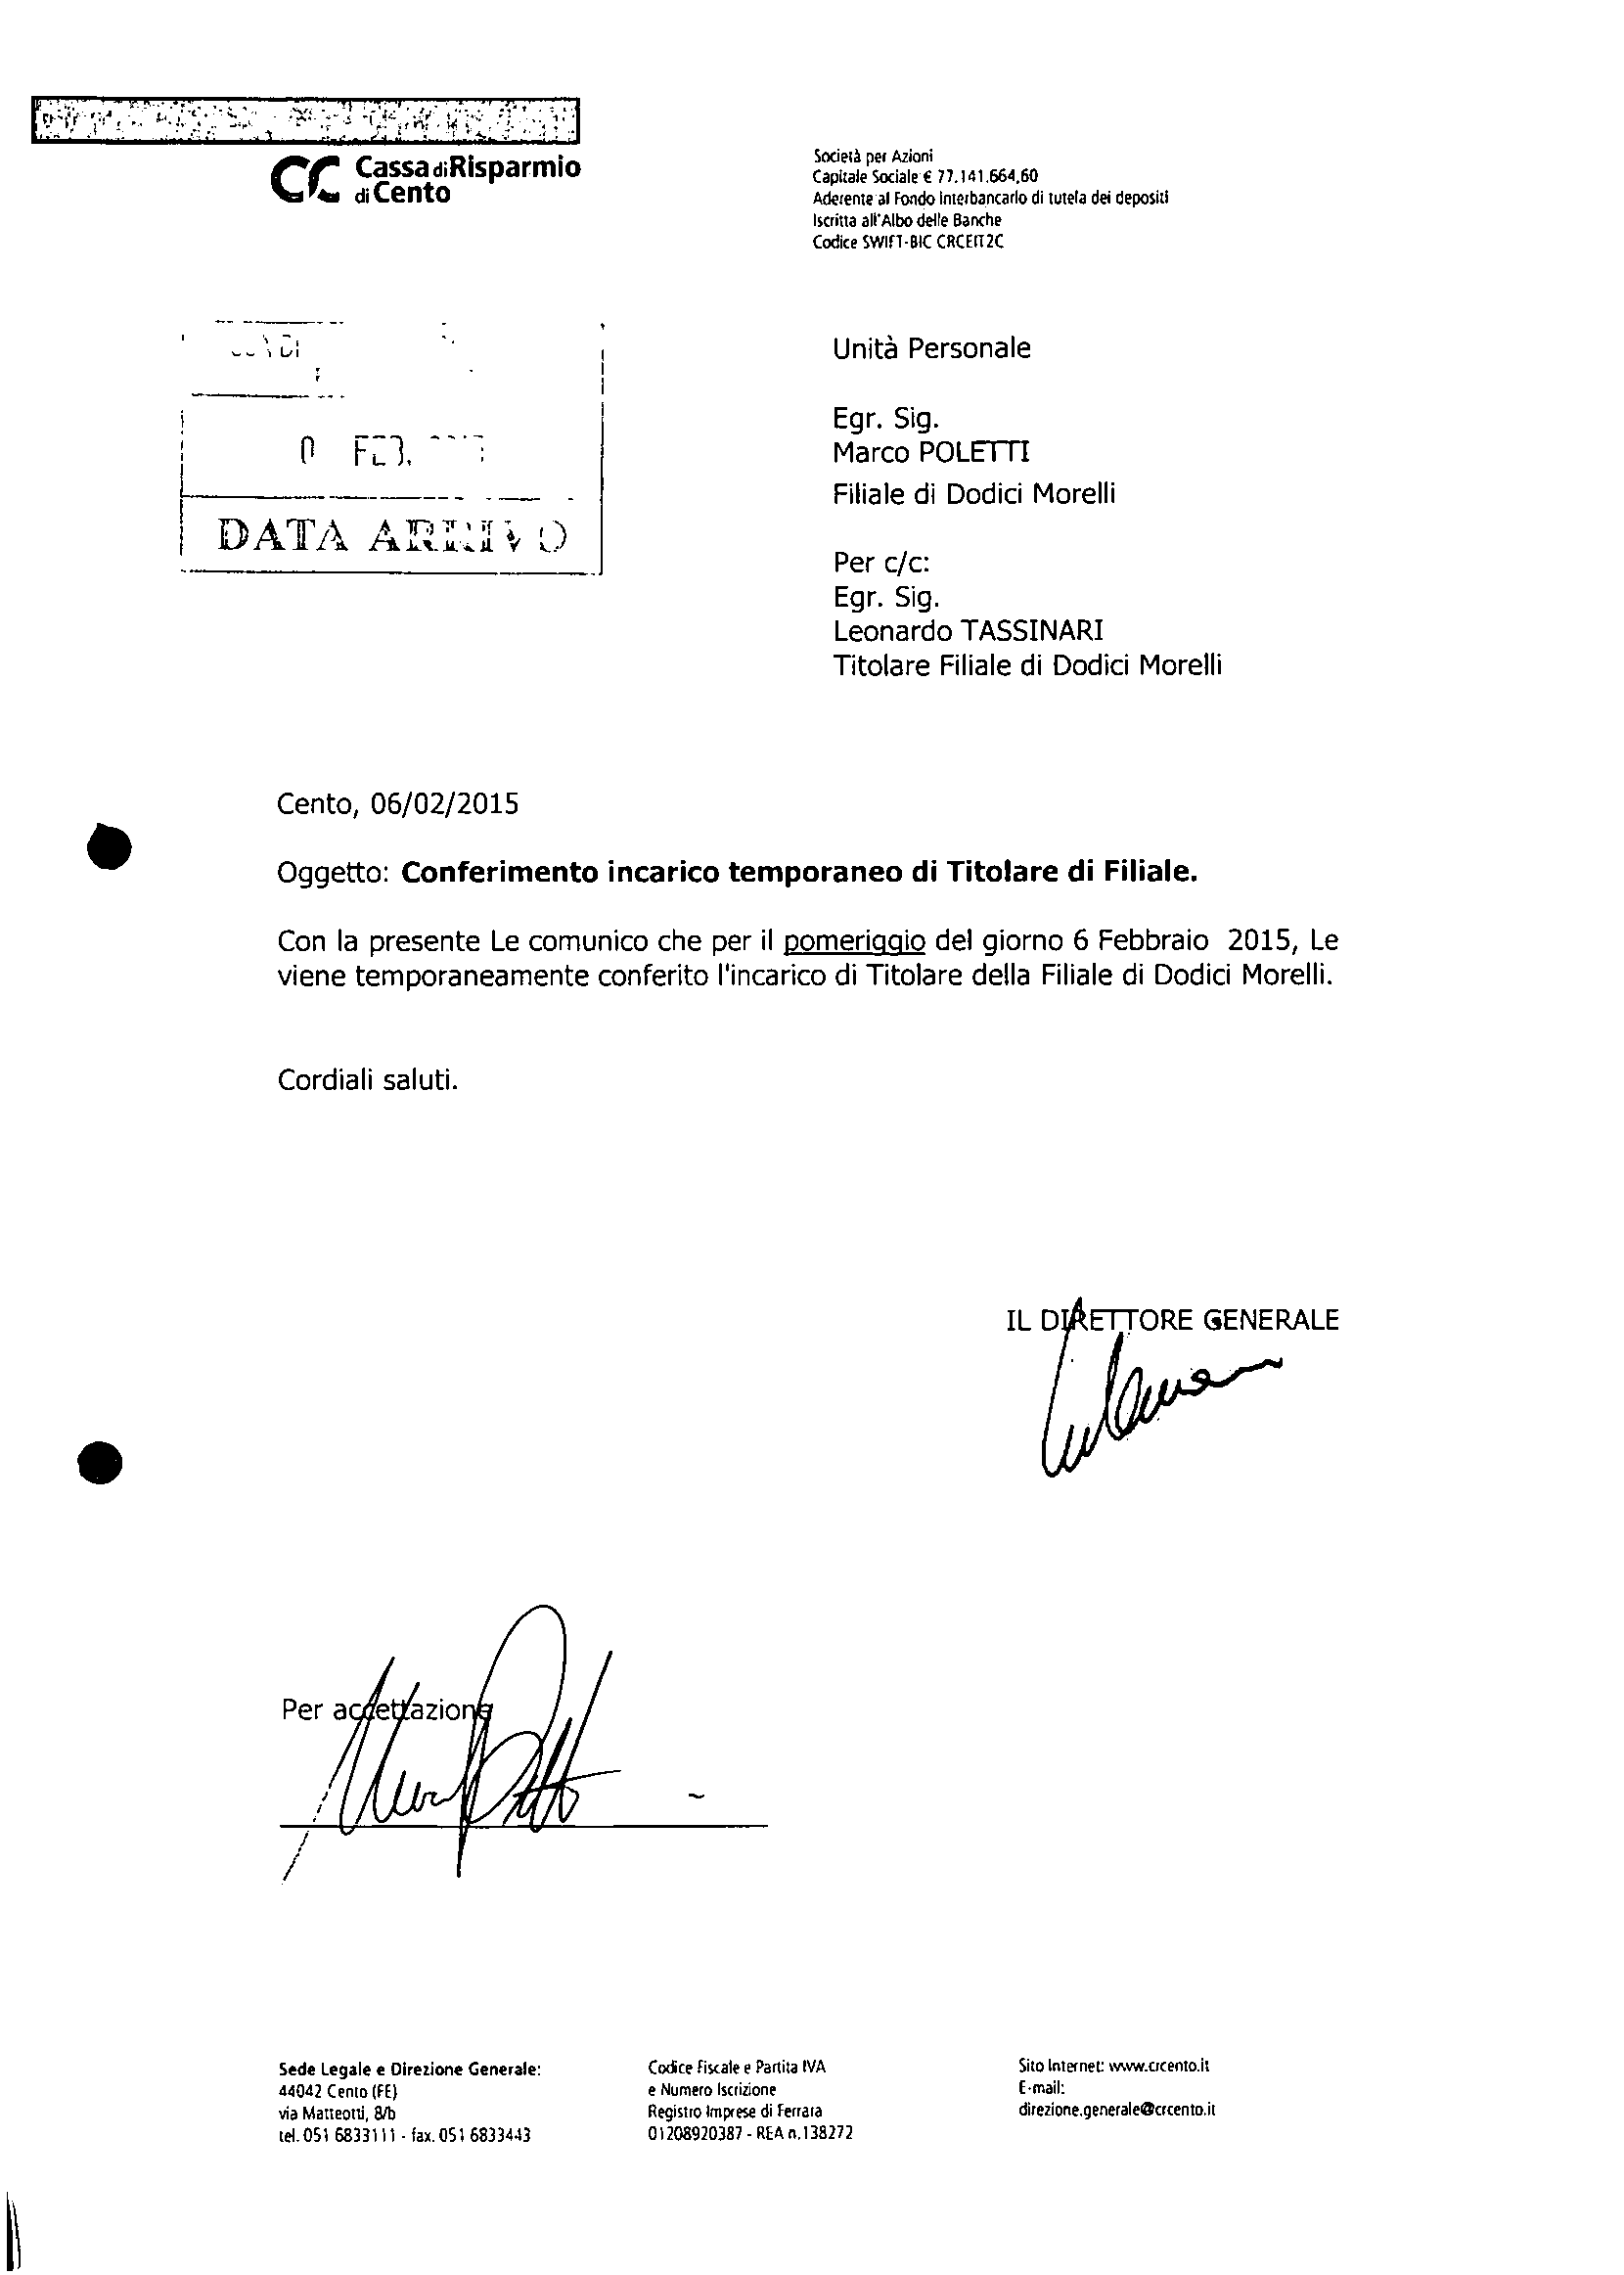 Cassa di Risparmio
di Cento
Società per Azioni
Capitale Sociale € 77.141.664,60
Aderente al Fondo Interbancario di tutela dei depositi
Iscritta all'Albo delle Banche
Codice SWIFT-BIC CRCEIT2C
Unità Personale
Egr. Sig.
Marco POLETTI
Filiale di Dodici Morelli
Per c/c:
Egr. Sig.
Leonardo TASSINARI
Titolare Filiale di Dodici Morelli
FEB.
DATA ARRIVO
Cento, 06/02/2015
Oggetto: Conferimento incarico temporaneo di Titolare di Filiale.
Con la presente Le comunico che per il pomeriggio del giorno 6 Febbraio 2015, Le
viene temporaneamente conferito l'incarico di Titolare della Filiale di Dodici Morelli.
Cordiali saluti.
IL DIRETTORE GENERALE
Per accettazione
Sede Legale e Direzione Generale:
44042 Cento (FE)
via Matteotti, 8/b
tel. 051 6833111 - fax. 051 6833443
Codice Fiscale e Partita IVA
e Numero Iscrizione
Registro Imprese di Ferrara
01208920387 - REA n.138272
Sito Internet: www.crcento.it
E-mail:
direzione.generale@crcento.it